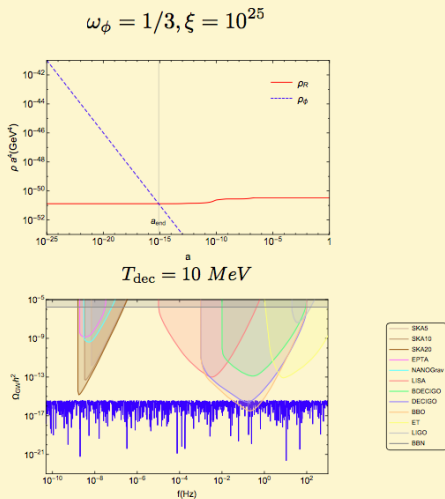 ω_ϕ = 1/3, ξ = 10^25
ρ a^4(GeV^4)
10^-42
10^-44
10^-46
10^-48
10^-50
10^-52
ρ_R
ρ_ϕ
a_end
10^-25
10^-20
10^-15
10^-10
10^-5
1
a
T_dec = 10 MeV
Ω_GW h^2
10^-5
10^-9
10^-13
10^-17
10^-21
10^-10
10^-8
10^-6
10^-4
10^-2
10^0
10^2
f(Hz)
SKA5
SKA10
SKA20
EPTA
NANOGrav
LISA
BDECIGO
DECIGO
BBO
ET
LIGO
BBN